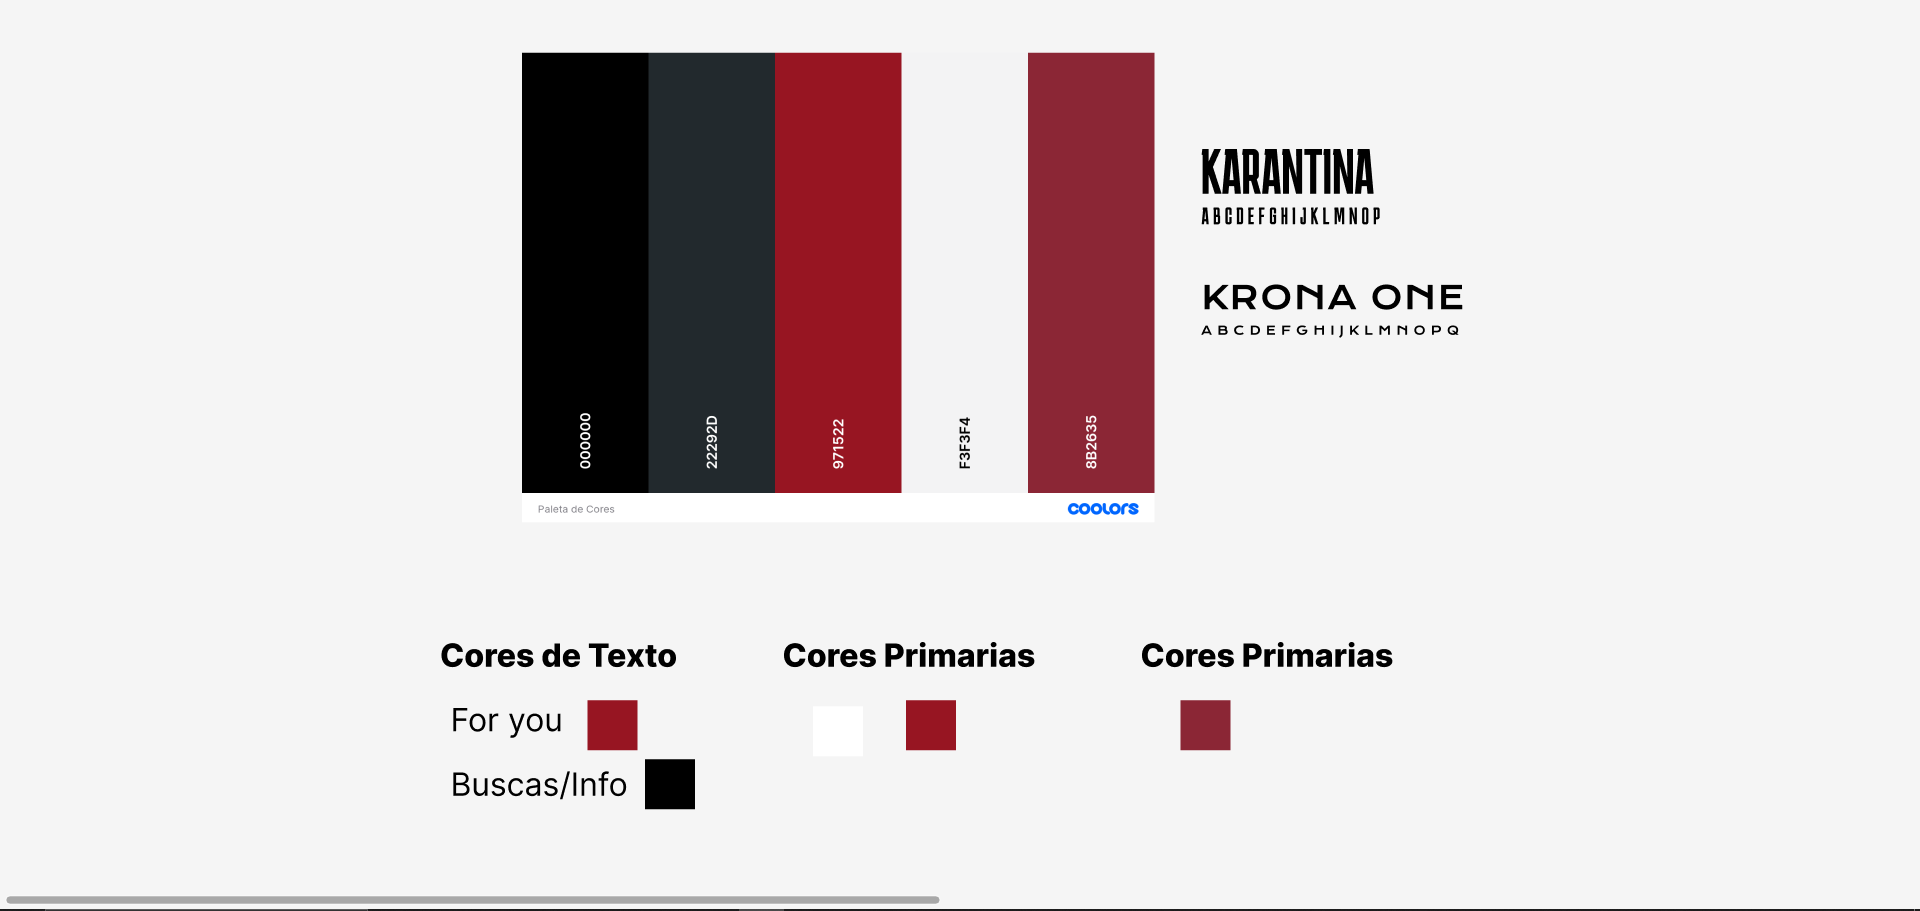 000000
22292D
971522
F3F3F4
8B2635
Paleta de Cores
coolors
KARANTINA
ABCDEFGHIJKLMNOP
KRONA ONE
ABCDEFGHIJKLMNOPQ
Cores de Texto
For you
Buscas/Info
Cores Primarias
Cores Primarias